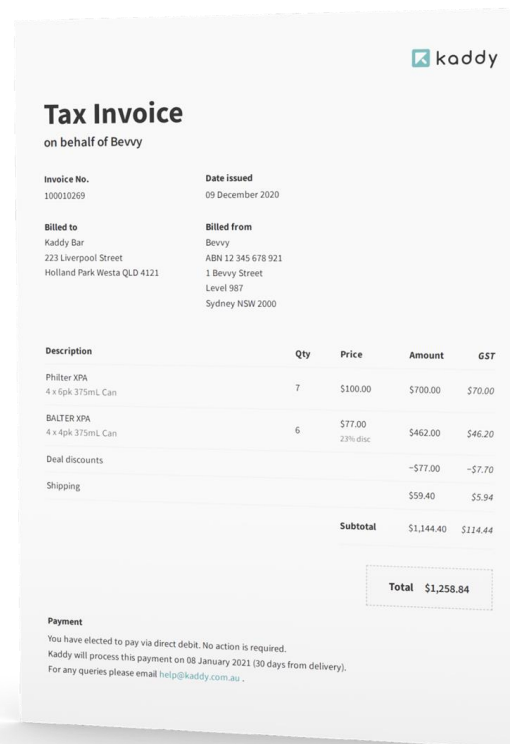 kaddy
Tax Invoice
on behalf of Bevvy
Invoice No. Date issued
100010269 09 December 2020
Billed to Billed from
Kaddy Bar Bevvy
223 Liverpool Street ABN 12 345 678 921
Holland Park Westa QLD 4121 1 Bevvy Street
Level 987
Sydney NSW 2000
Description Qty Price Amount GST
Philter XPA 7 $100.00 $700.00 $70.00
4 x 6pk 375mL Can
BALTER XPA 6 $77.00 $462.00 $46.20
4 x 4pk 375mL Can 23% disc
Deal discounts -$77.00 -$7.70
Shipping $59.40 $5.94
Subtotal $1,144.40 $114.44
Total $1,258.84
Payment
You have elected to pay via direct debit. No action is required.
Kaddy will process this payment on 08 January 2021 (30 days from delivery).
For any queries please email help@kaddy.com.au .